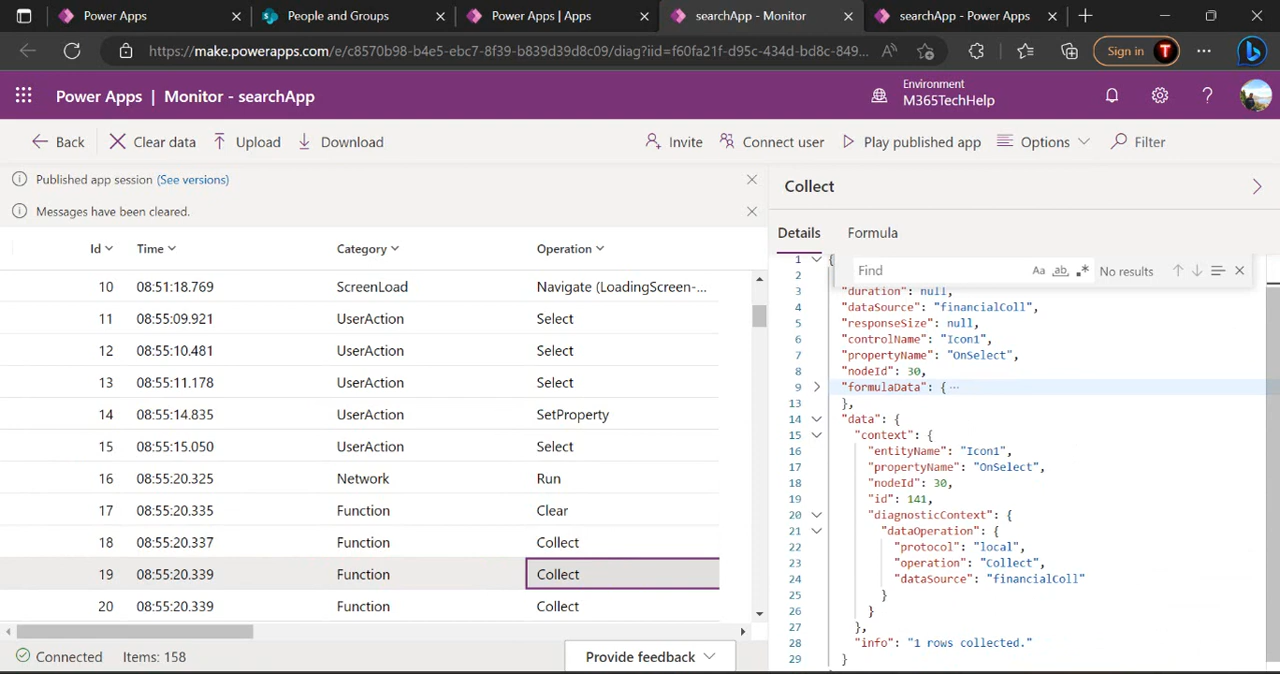 Power Apps
People and Groups
Power Apps | Apps
searchApp - Monitor
searchApp - Power Apps
https://make.powerapps.com/e/c8570b98-b4e5-ebc7-8f39-b839d39d8c09/diag?iid=f60fa21f-d95c-434d-bd8c-849...
Sign in T
Power Apps | Monitor - searchApp
Environment
M365TechHelp
Back
Clear data
Upload
Download
Invite
Connect user
Play published app
Options
Filter
Published app session (See versions)
Messages have been cleared.
Id Time Category Operation
10 08:51:18.769 ScreenLoad Navigate (LoadingScreen-...
11 08:55:09.921 UserAction Select
12 08:55:10.481 UserAction Select
13 08:55:11.178 UserAction Select
14 08:55:14.835 UserAction SetProperty
15 08:55:15.050 UserAction Select
16 08:55:20.325 Network Run
17 08:55:20.335 Function Clear
18 08:55:20.337 Function Collect
19 08:55:20.339 Function Collect
20 08:55:20.339 Function Collect
Connected Items: 158
Provide feedback
Collect
Details Formula
Find Aa ab No results
1 {
2
3 "duration": null,
4 "dataSource": "financialColl",
5 "responseSize": null,
6 "controlName": "Icon1",
7 "propertyName": "OnSelect",
8 "nodeId": 30,
9 "formulaData": { ...
13 },
14 "data": {
15 "context": {
16 "entityName": "Icon1",
17 "propertyName": "OnSelect",
18 "nodeId": 30,
19 "id": 141,
20 "diagnosticContext": {
21 "dataOperation": {
22 "protocol": "local",
23 "operation": "Collect",
24 "dataSource": "financialColl"
25 }
26 }
27 },
28 "info": "1 rows collected."
29 }